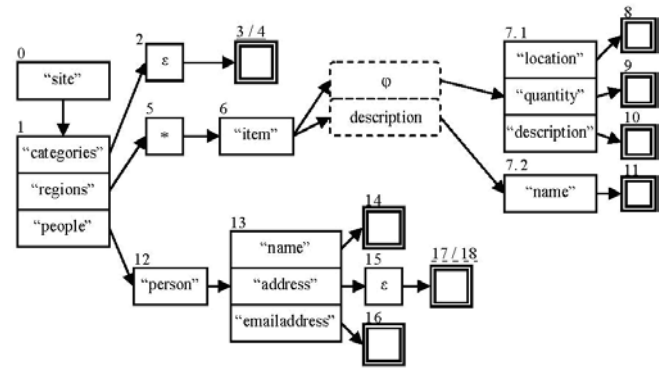 0
“site”
1
“categories”
“regions”
“people”
2
ε
3 / 4
5
*
6
“item”
φ
description
7.1
“location”
“quantity”
“description”
8
9
10
7.2
“name”
11
12
“person”
13
“name”
“address”
“emailaddress”
14
15
ε
17 / 18
16